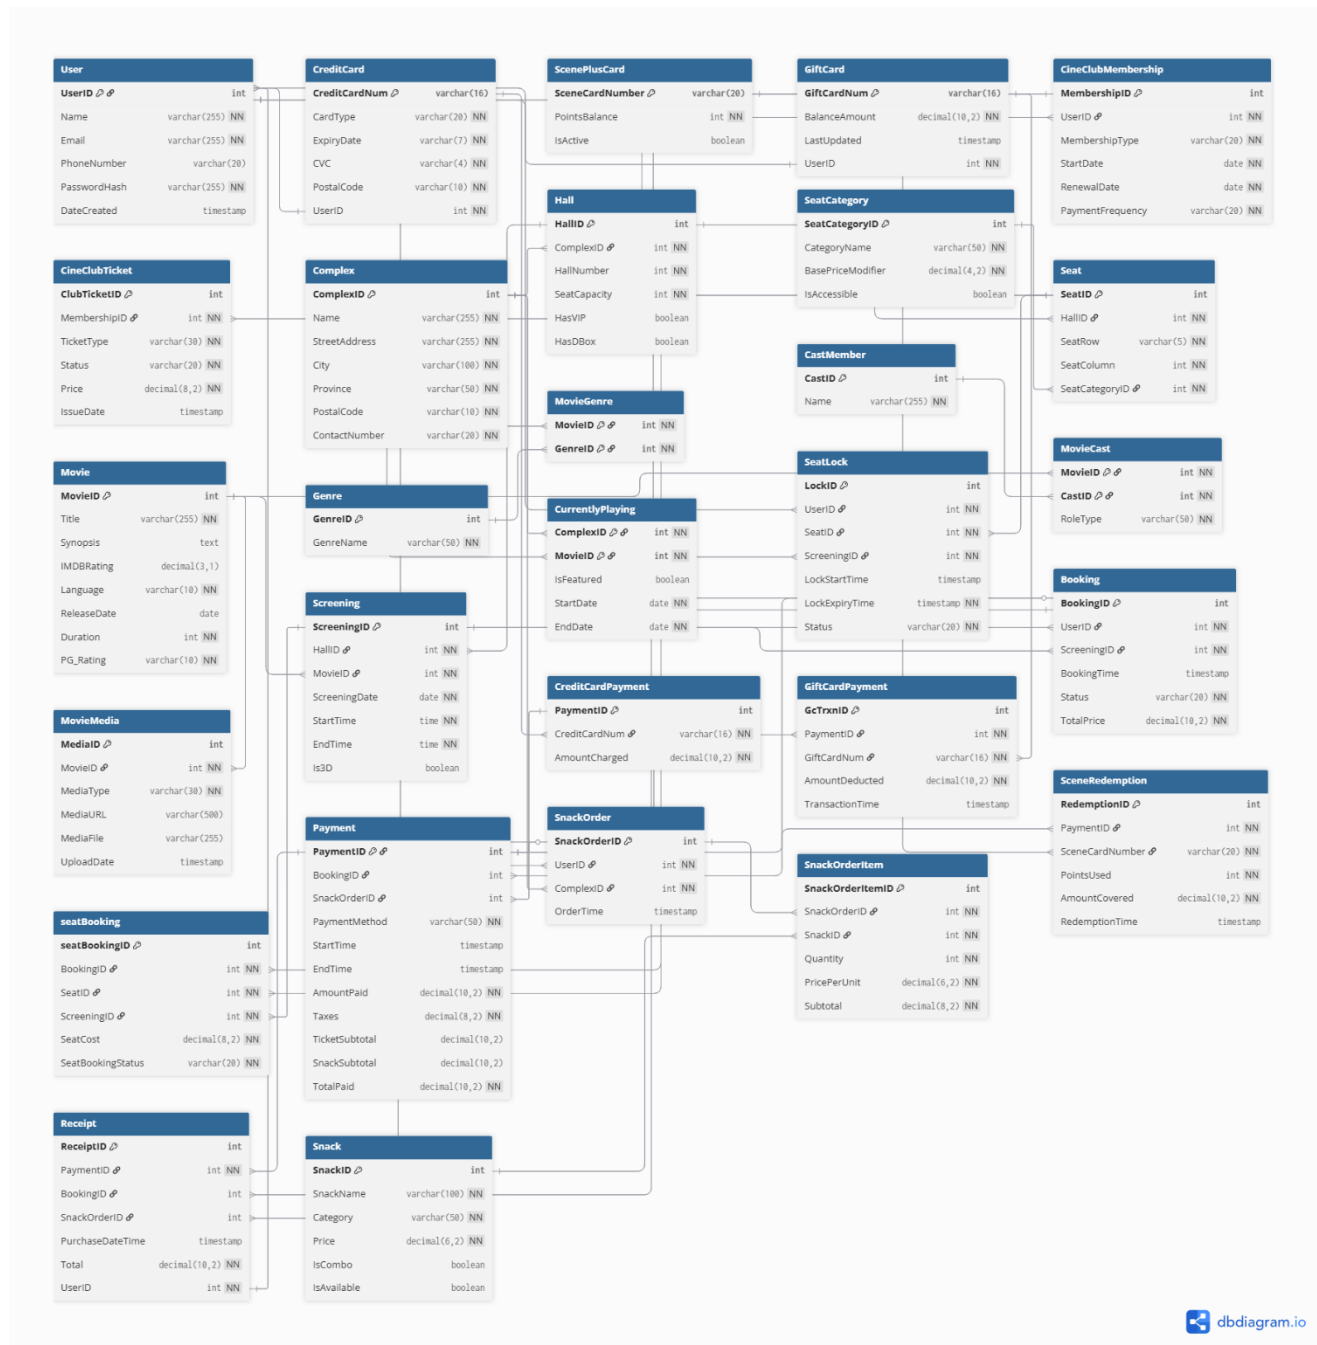 User
UserID int
Name varchar(255) NN
Email varchar(255) NN
PhoneNumber varchar(20)
PasswordHash varchar(255) NN
DateCreated timestamp
CreditCard
CreditCardNum varchar(16)
CardType varchar(20) NN
ExpiryDate varchar(7) NN
CVC varchar(4) NN
PostalCode varchar(10) NN
UserID int NN
ScenePlusCard
SceneCardNumber varchar(20)
PointsBalance int NN
IsActive boolean
GiftCard
GiftCardNum varchar(16)
BalanceAmount decimal(10,2) NN
LastUpdated timestamp
UserID int NN
CineClubMembership
MembershipID int
UserID int NN
MembershipType varchar(20) NN
StartDate date NN
RenewalDate date NN
PaymentFrequency varchar(20) NN
Hall
HallID int
ComplexID int NN
HallNumber int NN
SeatCapacity int NN
HasVIP boolean
HasDBox boolean
SeatCategory
SeatCategoryID int
CategoryName varchar(50) NN
BasePriceModifier decimal(4,2) NN
IsAccessible boolean
CineClubTicket
ClubTicketID int
MembershipID int NN
TicketType varchar(30) NN
Status varchar(20) NN
Price decimal(8,2) NN
IssueDate timestamp
Complex
ComplexID int
Name varchar(255) NN
StreetAddress varchar(255) NN
City varchar(100) NN
Province varchar(50) NN
PostalCode varchar(10) NN
ContactNumber varchar(20) NN
Seat
SeatID int
HallID int NN
SeatRow varchar(5) NN
SeatColumn int NN
SeatCategoryID int NN
CastMember
CastID int
Name varchar(255) NN
MovieGenre
MovieID int NN
GenreID int NN
MovieCast
MovieID int NN
CastID int NN
RoleType varchar(50) NN
Movie
MovieID int
Title varchar(255) NN
Synopsis text
IMDBRating decimal(3,1)
Language varchar(10) NN
ReleaseDate date
Duration int NN
PG_Rating varchar(10) NN
Genre
GenreID int
GenreName varchar(50) NN
CurrentlyPlaying
ComplexID int NN
MovieID int NN
IsFeatured boolean
StartDate date NN
EndDate date NN
SeatLock
LockID int
UserID int NN
SeatID int NN
ScreeningID int NN
LockStartTime timestamp
LockExpiryTime timestamp NN
Status varchar(20) NN
Booking
BookingID int
UserID int NN
ScreeningID int NN
BookingTime timestamp
Status varchar(20) NN
TotalPrice decimal(10,2) NN
Screening
ScreeningID int
HallID int NN
MovieID int NN
ScreeningDate date NN
StartTime time NN
EndTime time NN
Is3D boolean
CreditCardPayment
PaymentID int
CreditCardNum varchar(16) NN
AmountCharged decimal(10,2) NN
GiftCardPayment
GcTrxnID int
PaymentID int NN
GiftCardNum varchar(16) NN
AmountDeducted decimal(10,2) NN
TransactionTime timestamp
MovieMedia
MediaID int
MovieID int NN
MediaType varchar(30) NN
MediaURL varchar(500)
MediaFile varchar(255)
UploadDate timestamp
SceneRedemption
RedemptionID int
PaymentID int NN
SceneCardNumber varchar(20) NN
PointsUsed int NN
AmountCovered decimal(10,2) NN
RedemptionTime timestamp
Payment
PaymentID int
BookingID int
SnackOrderID int
PaymentMethod varchar(50) NN
StartTime timestamp
EndTime timestamp
AmountPaid decimal(10,2) NN
Taxes decimal(8,2) NN
TicketSubtotal decimal(10,2)
SnackSubtotal decimal(10,2)
TotalPaid decimal(10,2) NN
SnackOrder
SnackOrderID int
UserID int NN
ComplexID int NN
OrderTime timestamp
SnackOrderItem
SnackOrderItemID int
SnackOrderID int NN
SnackID int NN
Quantity int NN
PricePerUnit decimal(6,2) NN
Subtotal decimal(8,2) NN
seatBooking
seatBookingID int
BookingID int NN
SeatID int NN
ScreeningID int NN
SeatCost decimal(8,2) NN
SeatBookingStatus varchar(20) NN
Receipt
ReceiptID int
PaymentID int NN
BookingID int
SnackOrderID int
PurchaseDateTime timestamp
Total decimal(10,2) NN
UserID int NN
Snack
SnackID int
SnackName varchar(100) NN
Category varchar(50) NN
Price decimal(6,2) NN
IsCombo boolean
IsAvailable boolean
dbdiagram.io